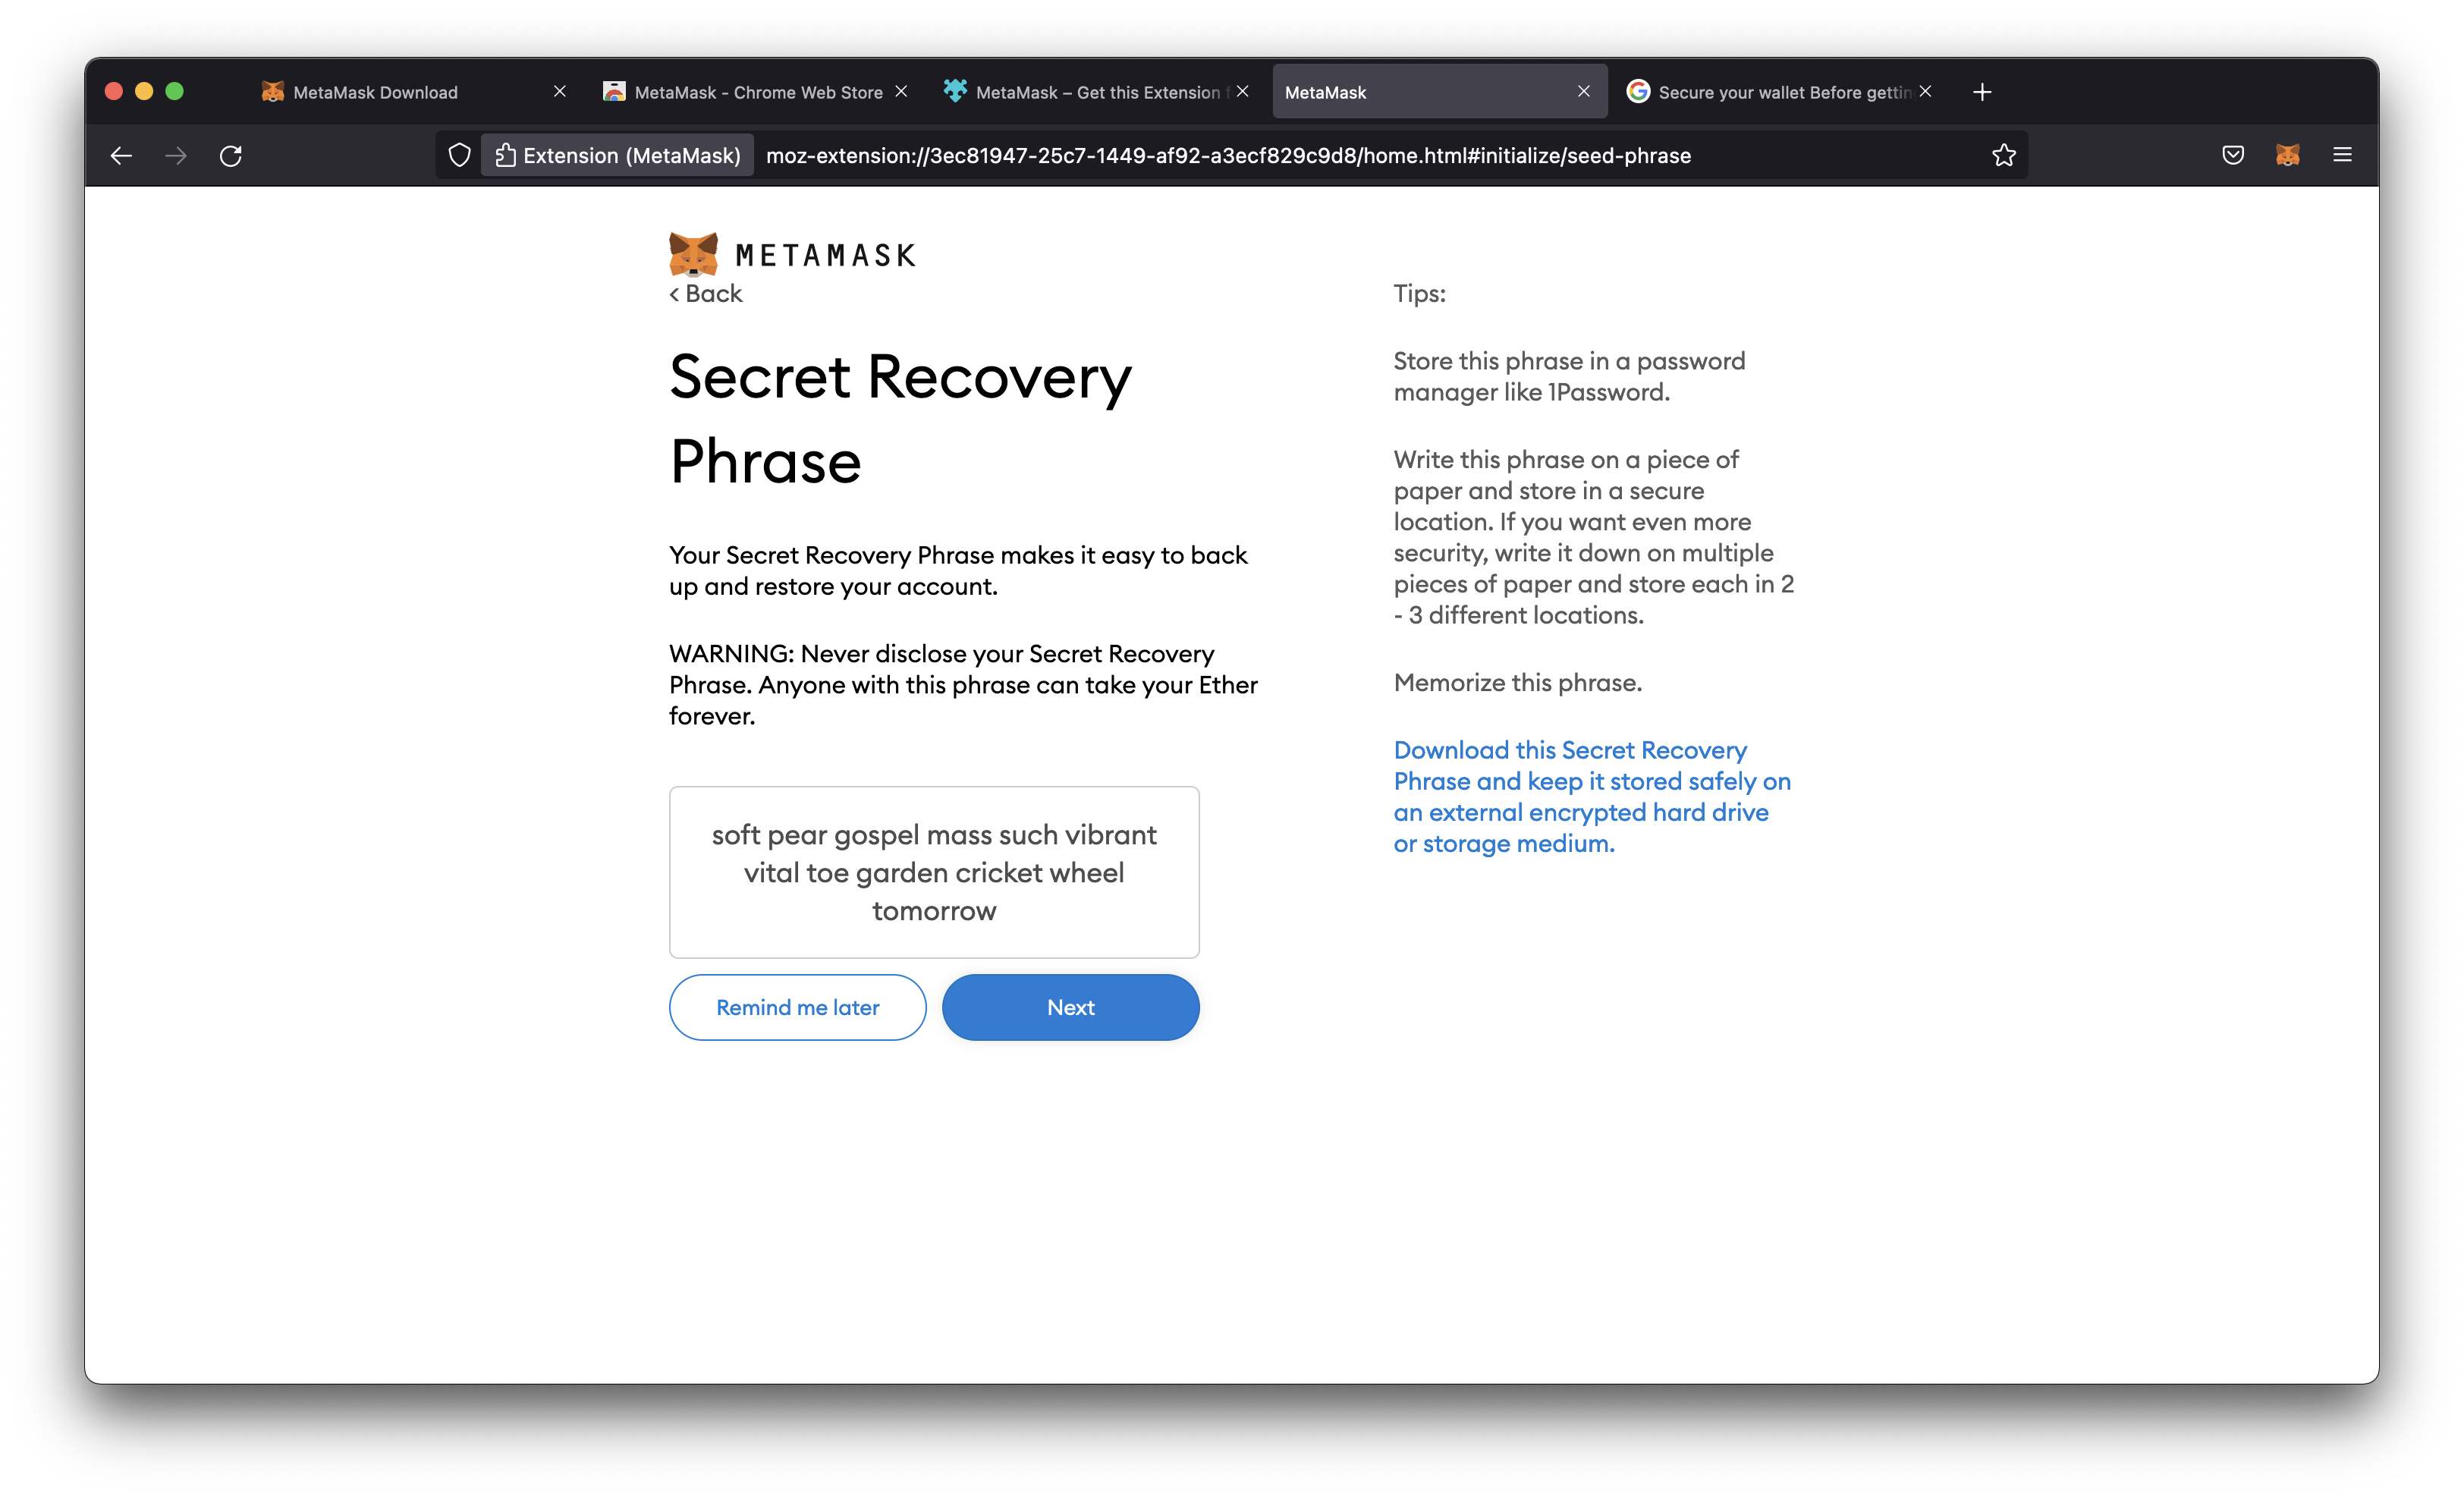 MetaMask Download
MetaMask - Chrome Web Store
MetaMask – Get this Extension f
MetaMask
Secure your wallet Before gettin
Extension (MetaMask)
moz-extension://3ec81947-25c7-1449-af92-a3ecf829c9d8/home.html#initialize/seed-phrase
METAMASK
< Back
Secret Recovery
Phrase
Your Secret Recovery Phrase makes it easy to back
up and restore your account.
WARNING: Never disclose your Secret Recovery
Phrase. Anyone with this phrase can take your Ether
forever.
soft pear gospel mass such vibrant
vital toe garden cricket wheel
tomorrow
Remind me later
Next
Tips:
Store this phrase in a password
manager like 1Password.
Write this phrase on a piece of
paper and store in a secure
location. If you want even more
security, write it down on multiple
pieces of paper and store each in 2
- 3 different locations.
Memorize this phrase.
Download this Secret Recovery
Phrase and keep it stored safely on
an external encrypted hard drive
or storage medium.